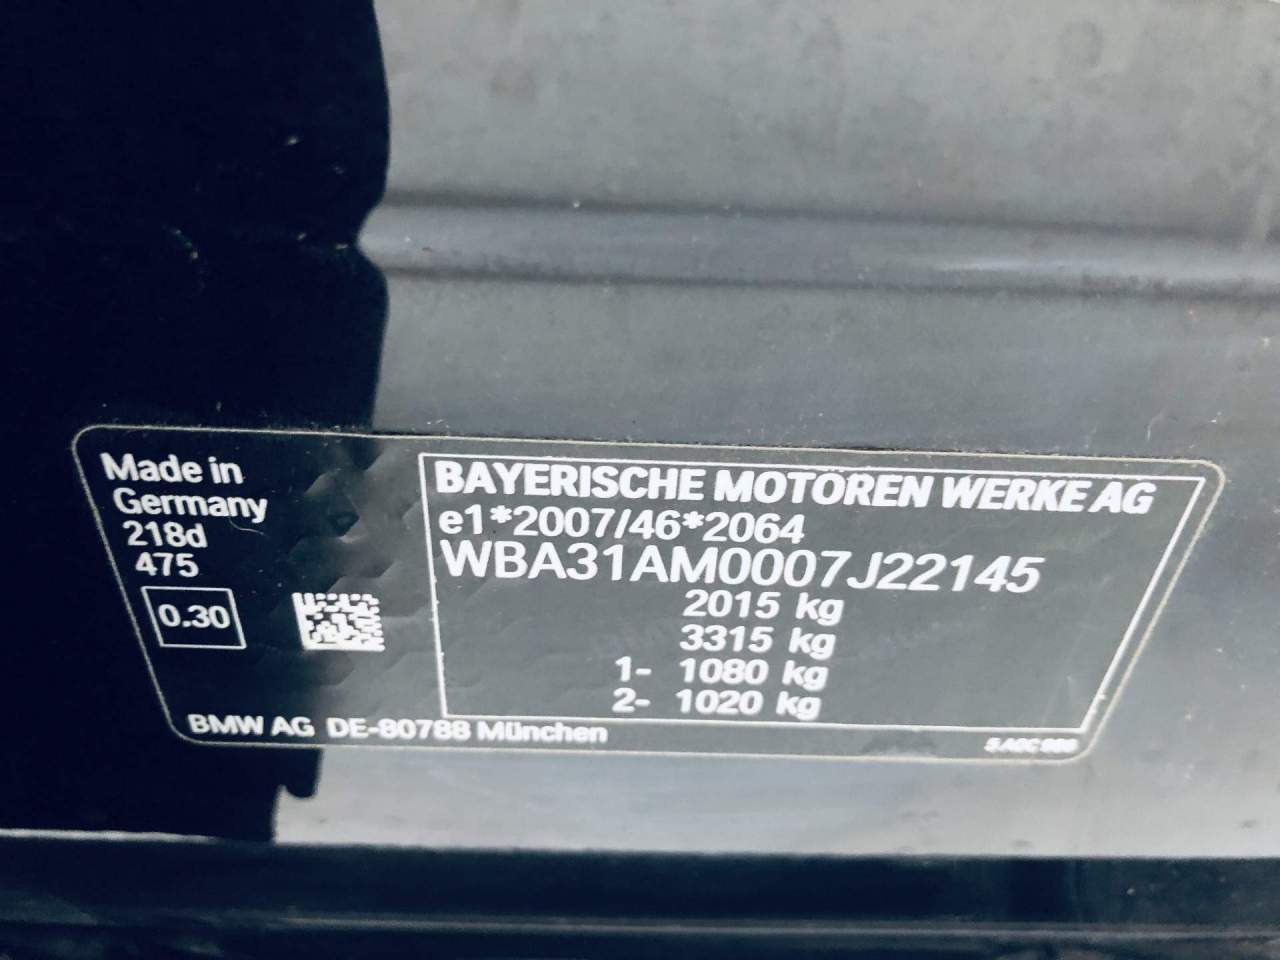 Made in
Germany
218d
475
0.30
BAYERISCHE MOTOREN WERKE AG
e1*2007/46*2064
WBA31AM0007J22145
2015 kg
3315 kg
1- 1080 kg
2- 1020 kg
BMW AG DE-80788 München